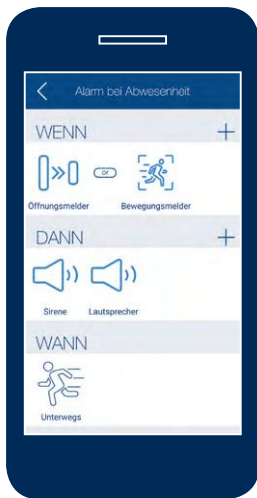 Alarm bei Abwesenheit
WENN
or
Öffnungsmelder Bewegungsmelder
DANN
Sirene Lautsprecher
WANN
Unterwegs